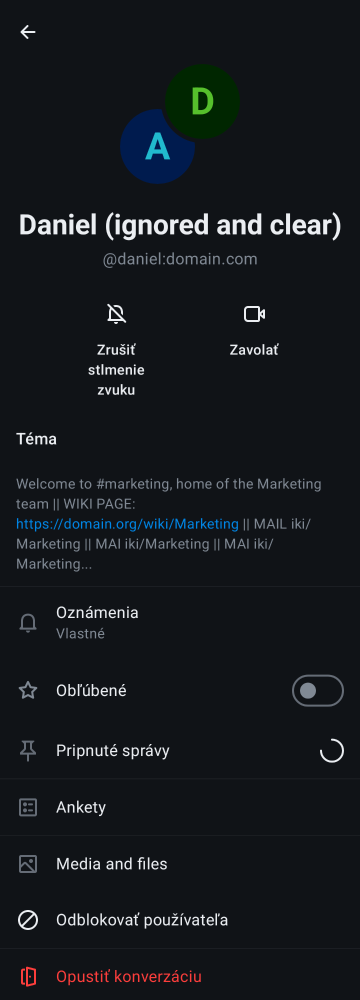 D
A
Daniel (ignored and clear)
@daniel:domain.com
Zrušiť
stlmenie
zvuku
Zavolať
Téma
Welcome to #marketing, home of the Marketing
team || WIKI PAGE:
https://domain.org/wiki/Marketing || MAIL iki/
Marketing || MAI iki/Marketing || MAI iki/
Marketing...
Oznámenia
Vlastné
Obľúbené
Pripnuté správy
Ankety
Media and files
Odblokovať používateľa
Opustiť konverzáciu